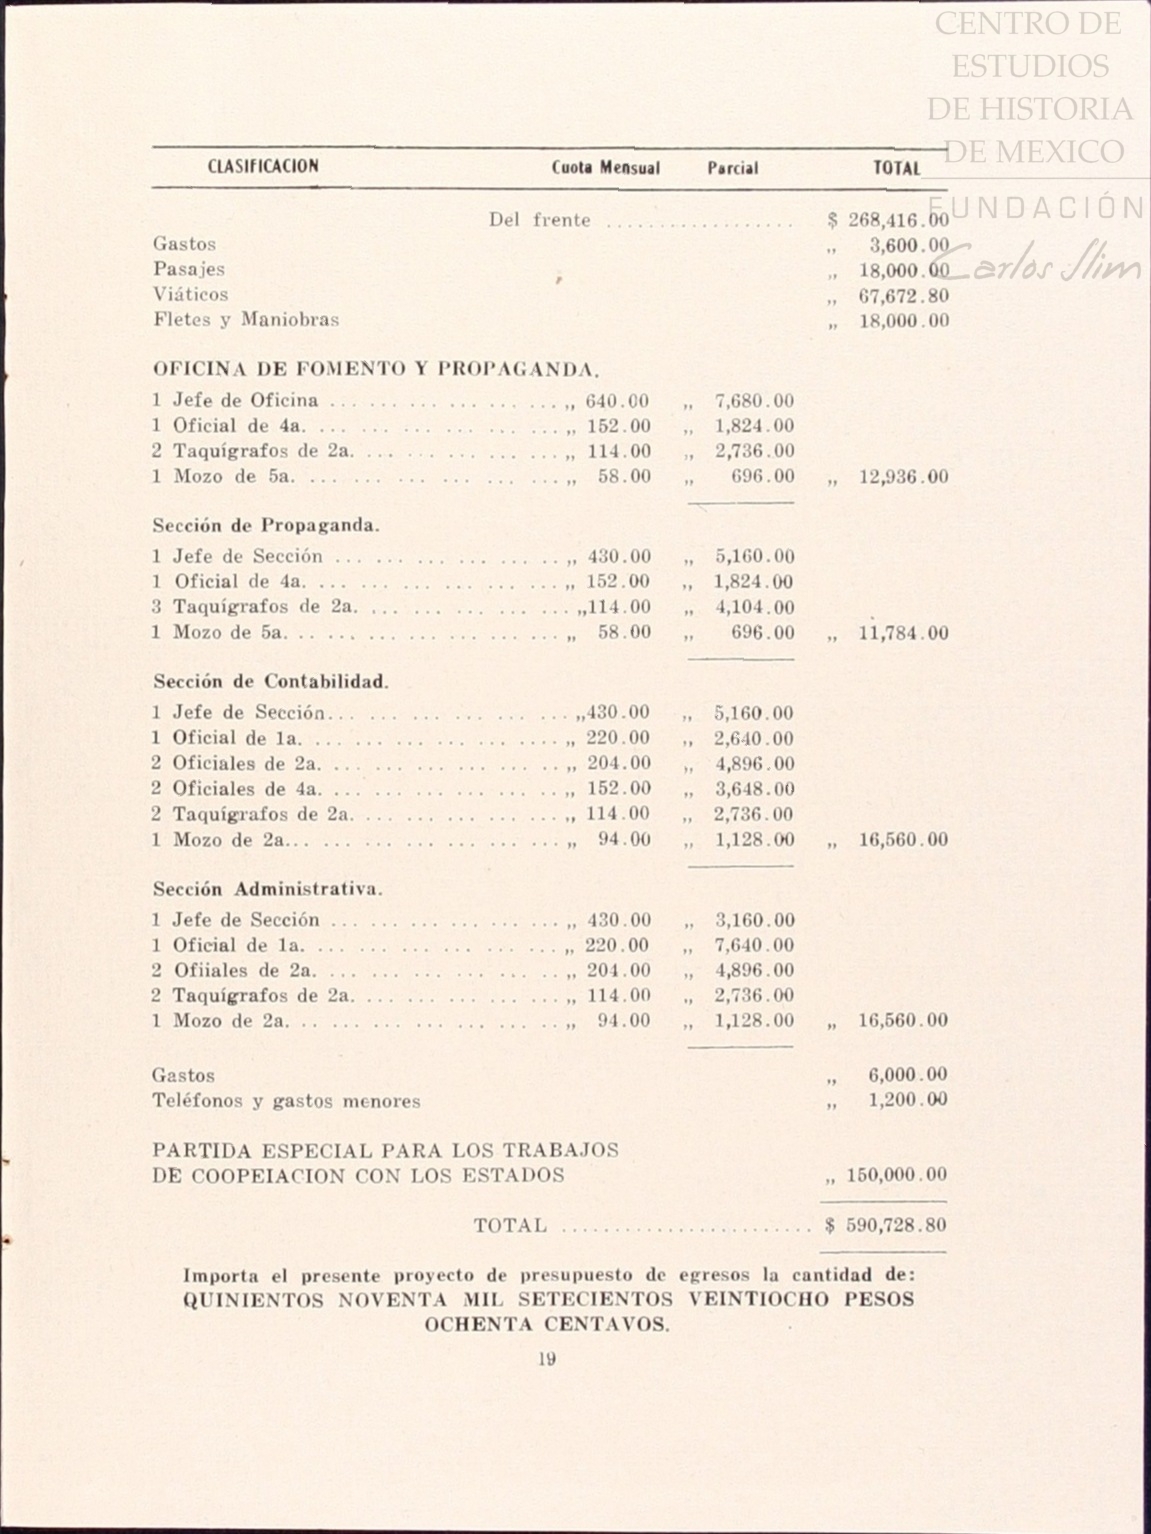 CENTRO DE
ESTUDIOS
DE HISTORIA
DE MEXICO
FUNDACIÓN
Carlos Slim
CLASIFICACION Cuota Mensual Parcial TOTAL
Del frente .................. $ 268,416.00
Gastos ,, 3,600.00
Pasajes ,, 18,000.00
Viáticos ,, 67,672.80
Fletes y Maniobras ,, 18,000.00
OFICINA DE FOMENTO Y PROPAGANDA.
1 Jefe de Oficina ... ... ... ... ... ... ,, 640.00 ,, 7,680.00
1 Oficial de 4a. ... ... ... ... ... ... ,, 152.00 ,, 1,824.00
2 Taquígrafos de 2a. ... ... ... ... ... ,, 114.00 ,, 2,736.00
1 Mozo de 5a. ... ... ... ... ... ... ,, 58.00 ,, 696.00 ,, 12,936.00
Sección de Propaganda.
1 Jefe de Sección ... ... ... ... ... ... ,, 430.00 ,, 5,160.00
1 Oficial de 4a. ... ... ... ... ... ... ,, 152.00 ,, 1,824.00
3 Taquígrafos de 2a. ... ... ... ... ... ,,114.00 ,, 4,104.00
1 Mozo de 5a. ... ... ... ... ... ... ,, 58.00 ,, 696.00 ,, 11,784.00
Sección de Contabilidad.
1 Jefe de Sección... ... ... ... ... ... ,,430.00 ,, 5,160.00
1 Oficial de 1a. ... ... ... ... ... ... ,, 220.00 ,, 2,640.00
2 Oficiales de 2a. ... ... ... ... ... ... ,, 204.00 ,, 4,896.00
2 Oficiales de 4a. ... ... ... ... ... ... ,, 152.00 ,, 3,648.00
2 Taquígrafos de 2a. ... ... ... ... ... ,, 114.00 ,, 2,736.00
1 Mozo de 2a... ... ... ... ... ... ... ,, 94.00 ,, 1,128.00 ,, 16,560.00
Sección Administrativa.
1 Jefe de Sección ... ... ... ... ... ... ,, 430.00 ,, 3,160.00
1 Oficial de 1a. ... ... ... ... ... ... ,, 220.00 ,, 7,640.00
2 Ofiiales de 2a. ... ... ... ... ... ... ,, 204.00 ,, 4,896.00
2 Taquígrafos de 2a. ... ... ... ... ... ,, 114.00 ,, 2,736.00
1 Mozo de 2a. ... ... ... ... ... ... ,, 94.00 ,, 1,128.00 ,, 16,560.00
Gastos ,, 6,000.00
Teléfonos y gastos menores ,, 1,200.00
PARTIDA ESPECIAL PARA LOS TRABAJOS
DE COOPEIACION CON LOS ESTADOS ,, 150,000.00
TOTAL ........................ $ 590,728.80
Importa el presente proyecto de presupuesto de egresos la cantidad de:
QUINIENTOS NOVENTA MIL SETECIENTOS VEINTIOCHO PESOS
OCHENTA CENTAVOS.
19